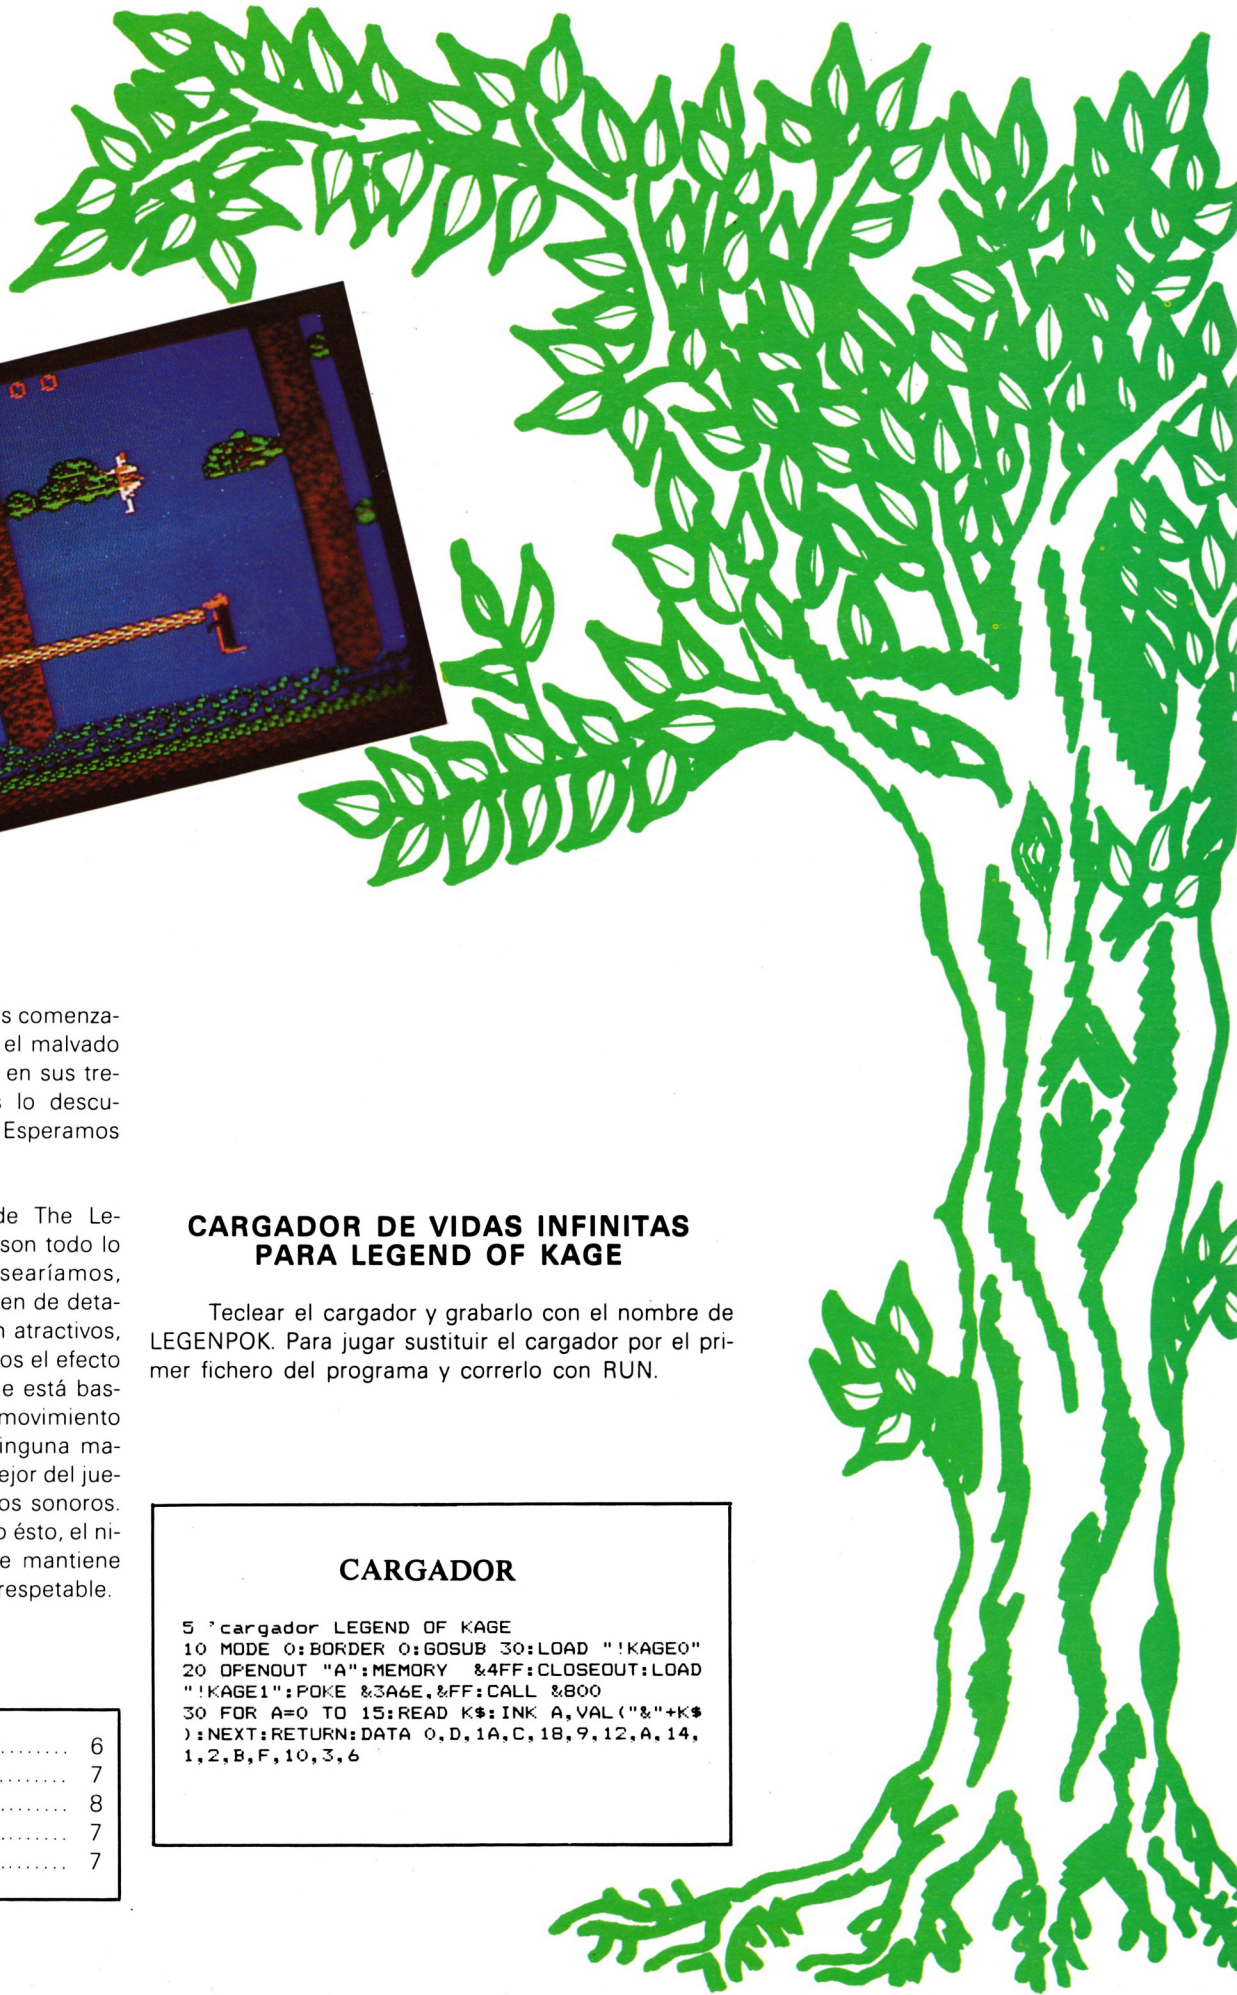 s comenza-
el malvado
en sus tre-
s lo descu-
Esperamos
de The Le-
son todo lo
searíamos,
en de deta-
n atractivos,
os el efecto
e está bas-
movimiento
inguna ma-
ejor del jue-
os sonoros.
o ésto, el ni-
e mantiene
respetable.
......... 6
......... 7
......... 8
......... 7
......... 7
CARGADOR DE VIDAS INFINITAS
PARA LEGEND OF KAGE
Teclear el cargador y grabarlo con el nombre de
LEGENPOK. Para jugar sustituir el cargador por el pri-
mer fichero del programa y correrlo con RUN.
CARGADOR
5 'cargador LEGEND OF KAGE
10 MODE 0:BORDER 0:GOSUB 30:LOAD "!KAGE0"
20 OPENOUT "A":MEMORY &4FF:CLOSEOUT:LOAD
"!KAGE1":POKE &3A6E,&FF:CALL &800
30 FOR A=0 TO 15:READ K$:INK A,VAL("&"+K$
):NEXT:RETURN:DATA 0,D,1A,C,18,9,12,A,14,
1,2,B,F,10,3,6
00